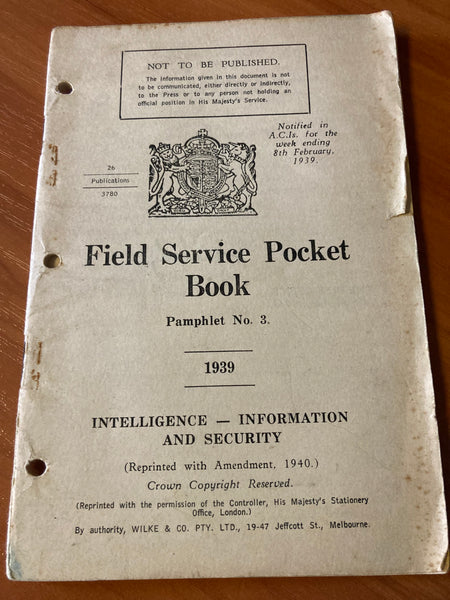 NOT TO BE PUBLISHED.
The information given in this document is not
to be communicated, either directly or indirectly,
to the Press or to any person not holding an
official position in His Majesty's Service.
Notified in
A.C.Is. for the
week ending
8th February,
1939.
26
Publications
3780
Field Service Pocket
Book
Pamphlet No. 3.
1939
INTELLIGENCE — INFORMATION
AND SECURITY
(Reprinted with Amendment, 1940.)
Crown Copyright Reserved.
(Reprinted with the permission of the Controller, His Majesty's Stationery
Office, London.)
By authority, WILKE & CO. PTY. LTD., 19-47 Jeffcott St., Melbourne.